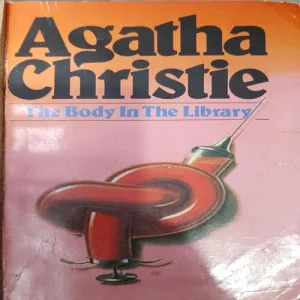 Agatha
Christie
The Body In The Library